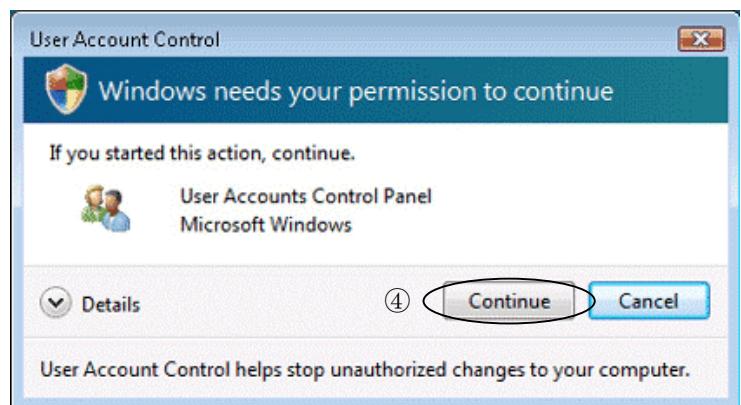 User Account Control
Windows needs your permission to continue
If you started this action, continue.
User Accounts Control Panel
Microsoft Windows
Details ④ Continue Cancel
User Account Control helps stop unauthorized changes to your computer.